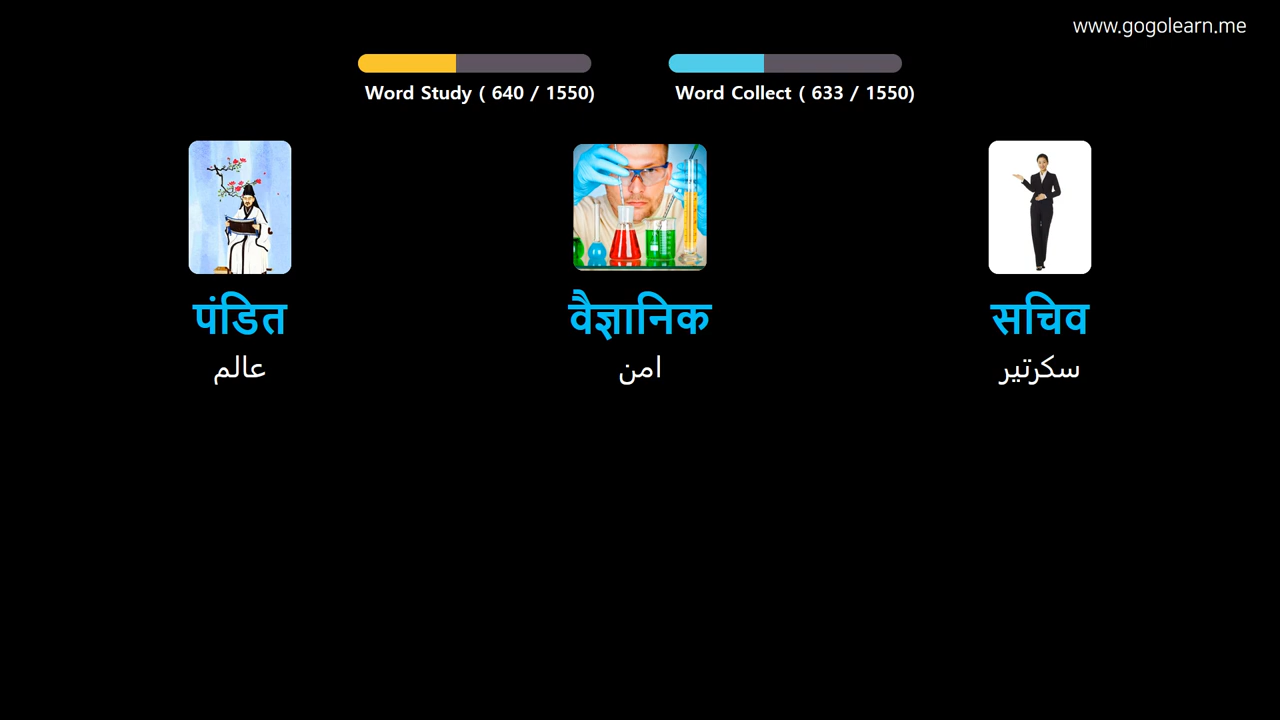 www.gogolearn.me
Word Study ( 640 / 1550)
Word Collect ( 633 / 1550)
पंडित
वैज्ञानिक
सचिव
عالم
امن
سکرتیر